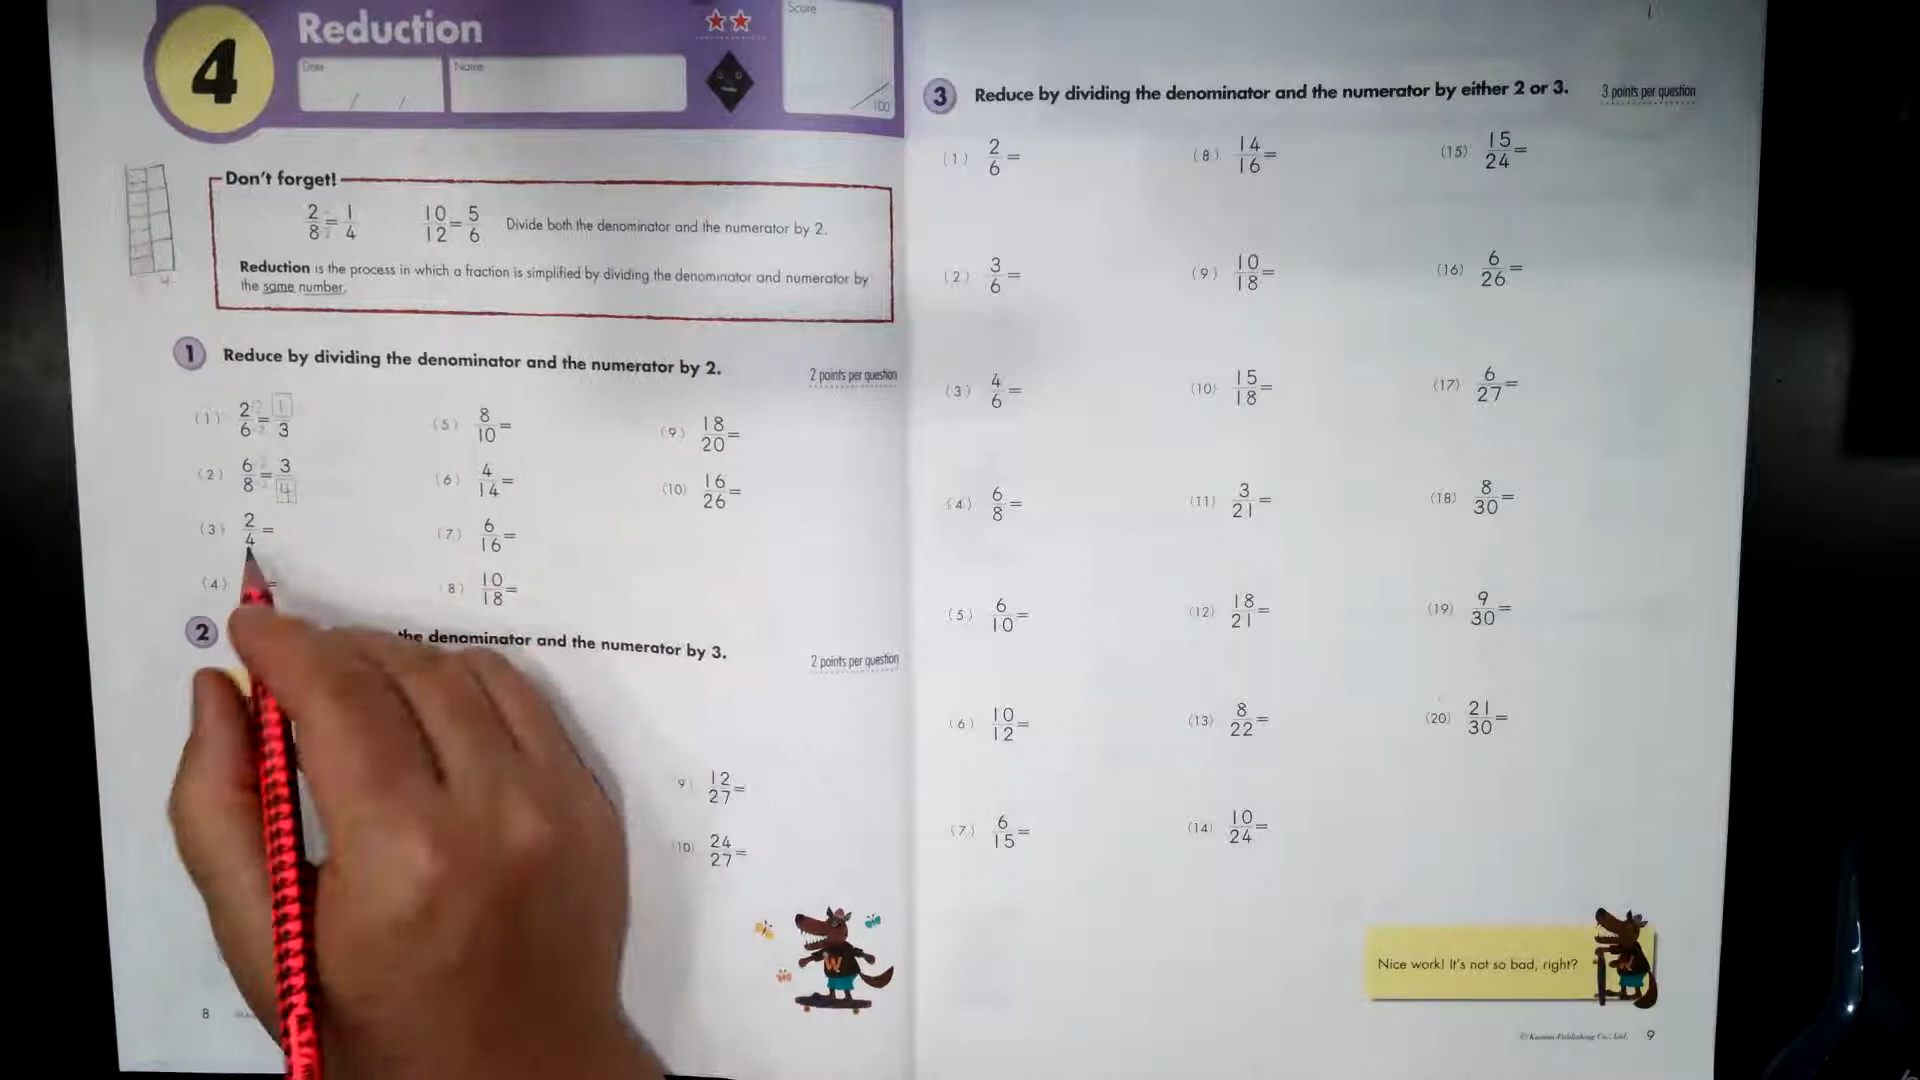 4
Reduction
Date
/ /
Name
★★
Score
/100
Don't forget!
2/8 = 1/4 10/12 = 5/6 Divide both the denominator and the numerator by 2.
Reduction is the process in which a fraction is simplified by dividing the denominator and numerator by
the same number.
1 Reduce by dividing the denominator and the numerator by 2.
2 points per question
(1) 2/6 = 1/3
(2) 6/8 = 3/4
(3) 2/4 =
(4) =
(5) 8/10 =
(6) 4/14 =
(7) 6/16 =
(8) 10/18 =
(9) 18/20 =
(10) 16/26 =
2 the denominator and the numerator by 3.
2 points per question
9) 12/27 =
(10) 24/27 =
W
8
3 Reduce by dividing the denominator and the numerator by either 2 or 3. 3 points per question
(1) 2/6 =
(2) 3/6 =
(3) 4/6 =
(4) 6/8 =
(5) 6/10 =
(6) 10/12 =
(7) 6/15 =
(8) 14/16 =
(9) 10/18 =
(10) 15/18 =
(11) 3/21 =
(12) 18/21 =
(13) 8/22 =
(14) 10/24 =
(15) 15/24 =
(16) 6/26 =
(17) 6/27 =
(18) 8/30 =
(19) 9/30 =
(20) 21/30 =
Nice work! It's not so bad, right?
W
© Kumon Publishing Co., Ltd. 9